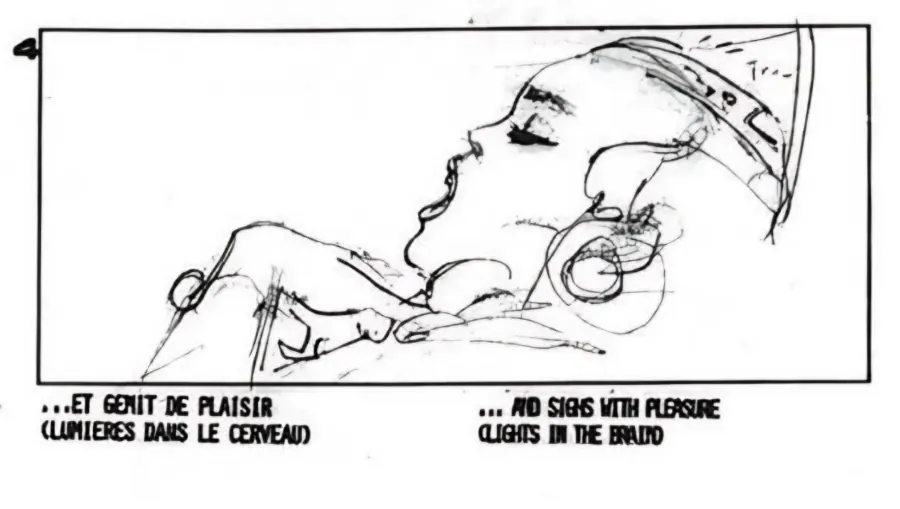 4
...ET GEMIT DE PLAISIR
(LUMIERES DANS LE CERVEAU)
... AND SIGHS WITH PLEASURE
(LIGHTS IN THE BRAIN)